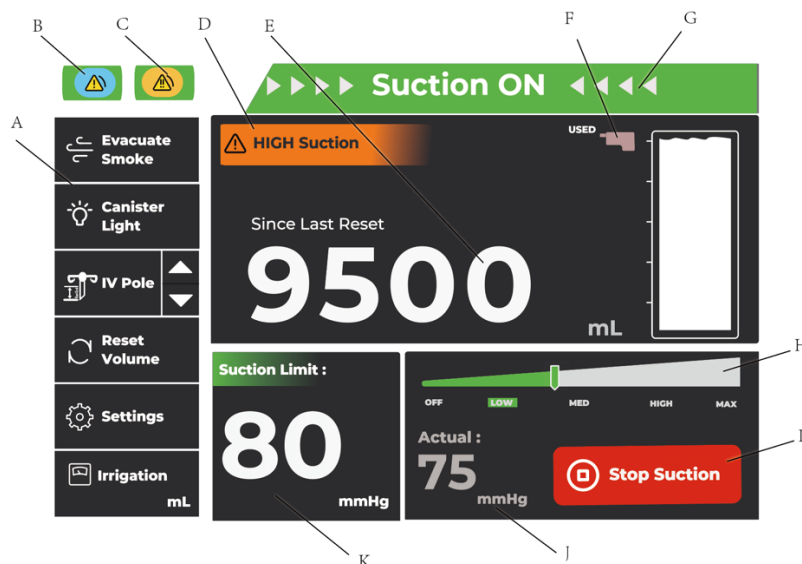 B
C
D
E
F
G
Suction ON
A
Evacuate
Smoke
Canister
Light
IV Pole
Reset
Volume
Settings
Irrigation
mL
HIGH Suction
USED
Since Last Reset
9500
mL
Suction Limit :
80
mmHg
H
OFF
LOW
MED
HIGH
MAX
Actual :
75
mmHg
Stop Suction
I
K
J